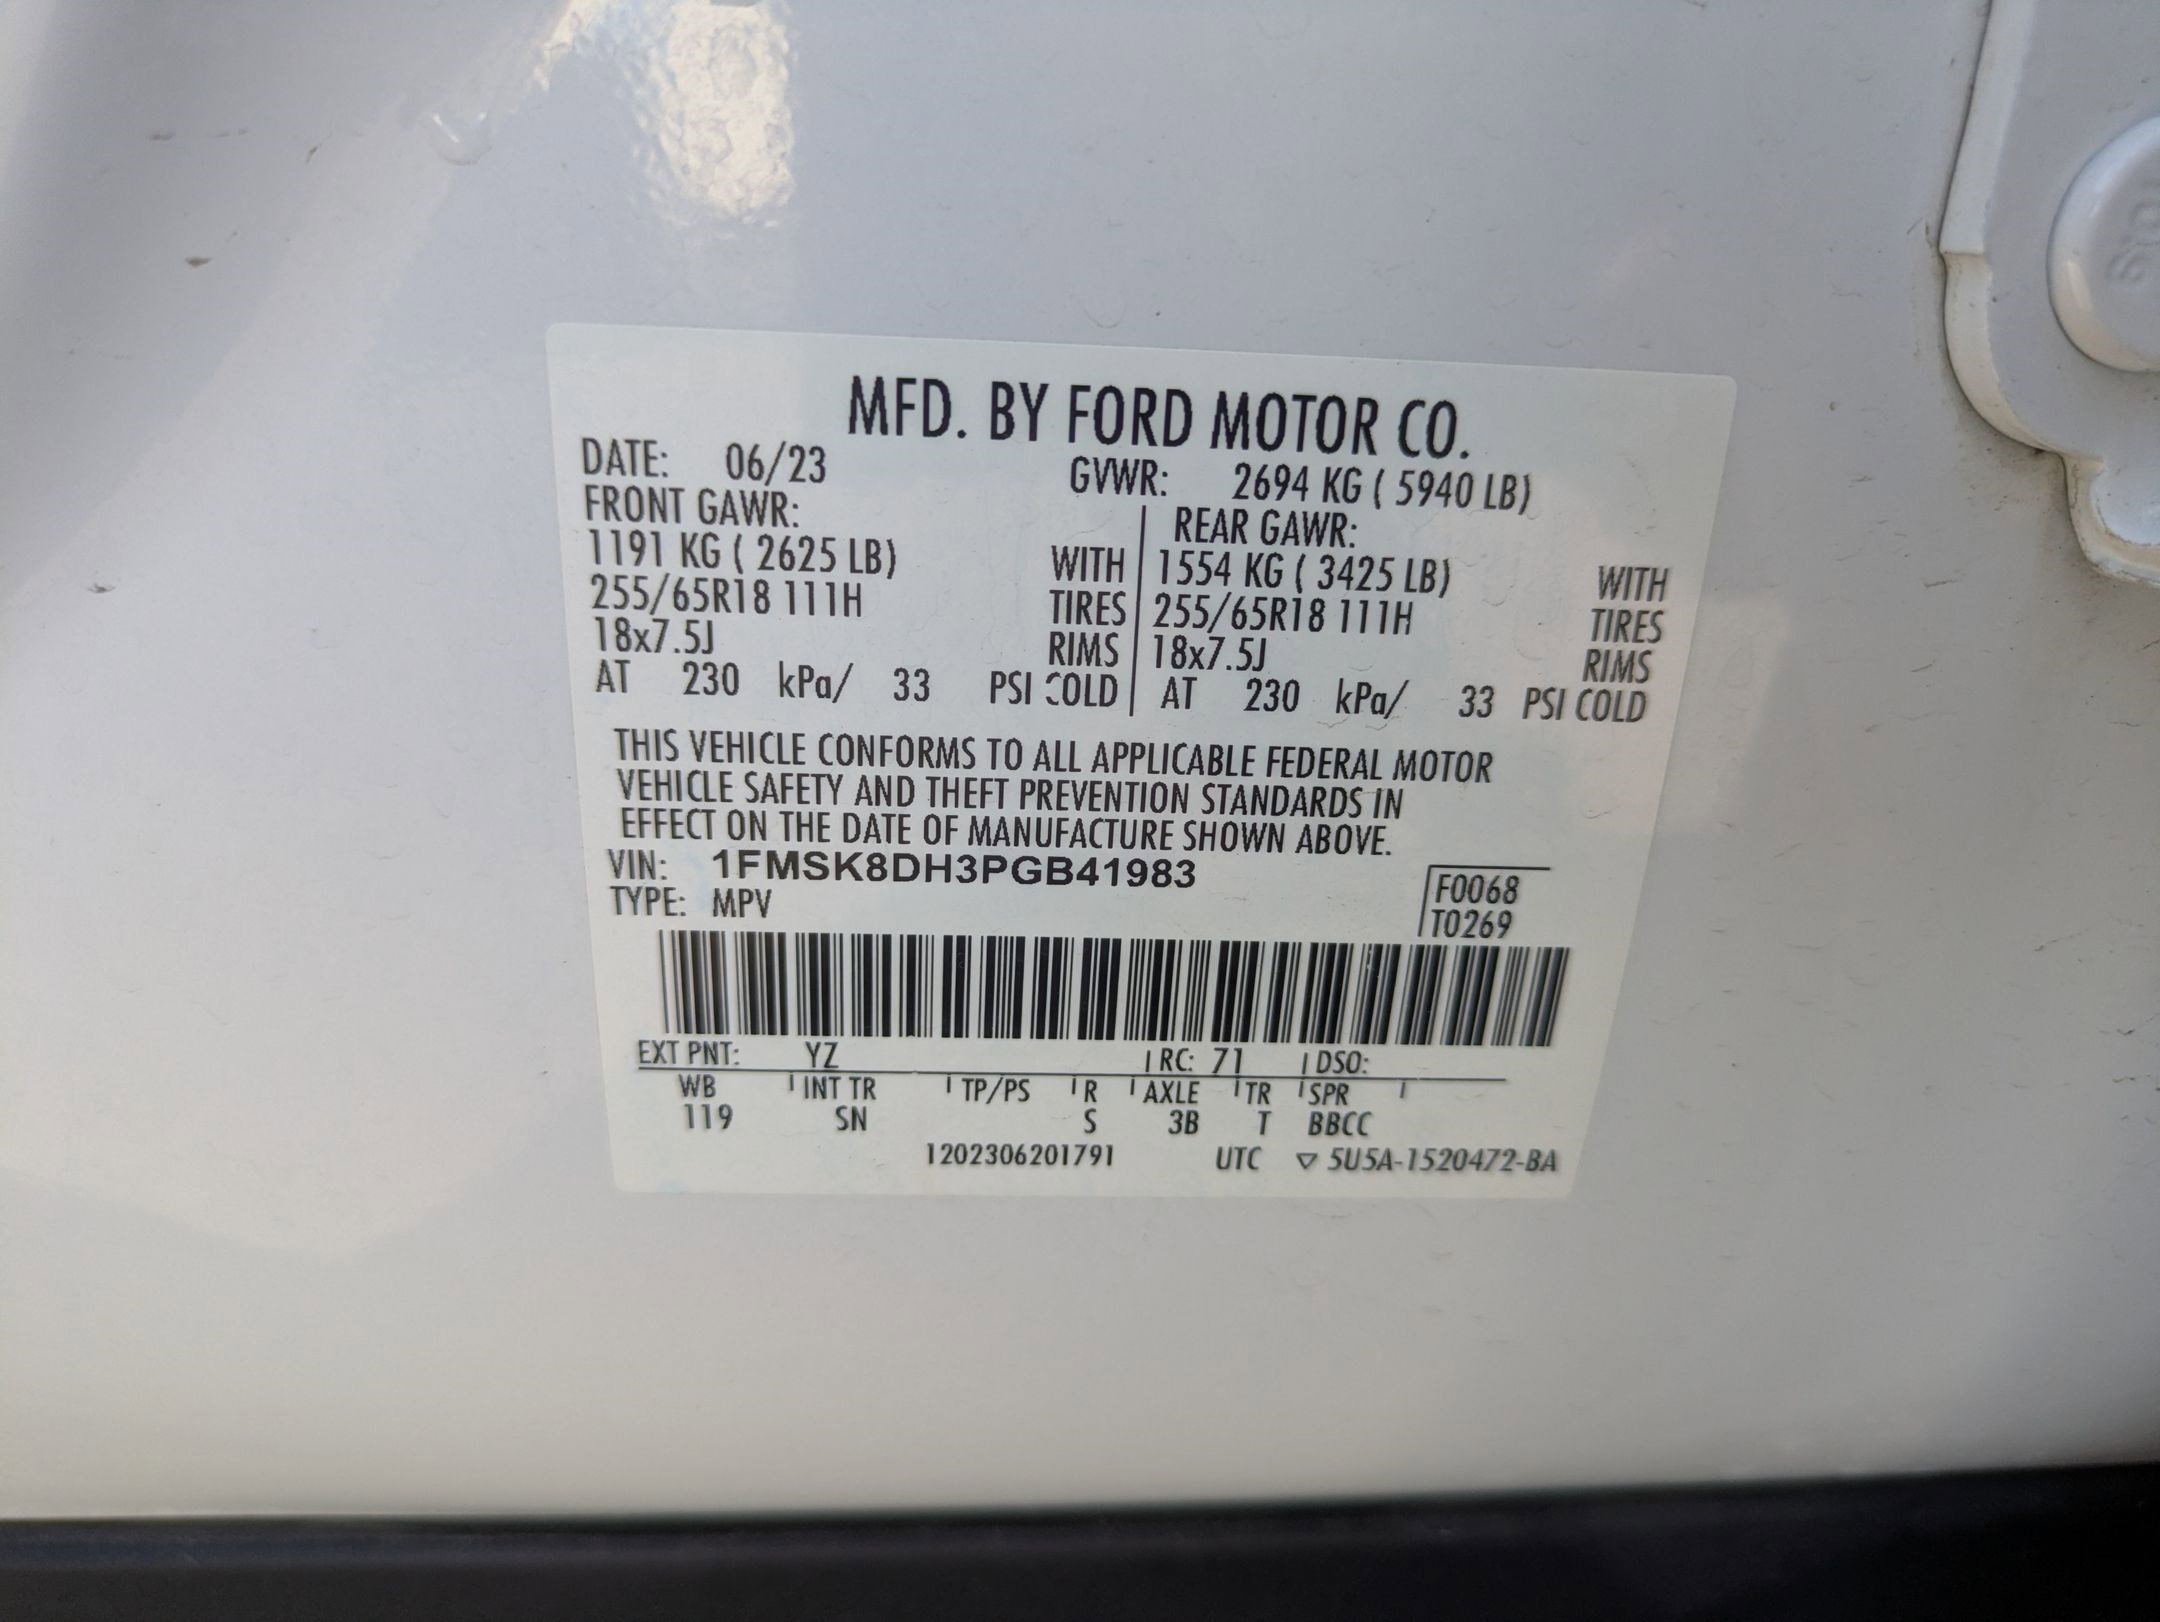 MFD. BY FORD MOTOR CO.
DATE: 06/23 GVWR: 2694 KG ( 5940 LB)
FRONT GAWR: REAR GAWR:
1191 KG ( 2625 LB) WITH 1554 KG ( 3425 LB) WITH
255/65R18 111H TIRES 255/65R18 111H TIRES
18x7.5J RIMS 18x7.5J RIMS
AT 230 kPa/ 33 PSI COLD AT 230 kPa/ 33 PSI COLD
THIS VEHICLE CONFORMS TO ALL APPLICABLE FEDERAL MOTOR
VEHICLE SAFETY AND THEFT PREVENTION STANDARDS IN
EFFECT ON THE DATE OF MANUFACTURE SHOWN ABOVE.
VIN: 1FMSK8DH3PGB41983
TYPE: MPV F0068
T0269
EXT PNT: YZ RC: 71 DSO:
WB INT TR TP/PS R AXLE TR SPR
119 SN S 3B T BBCC
1202306201791 UTC ▽ 5U5A-1520472-BA